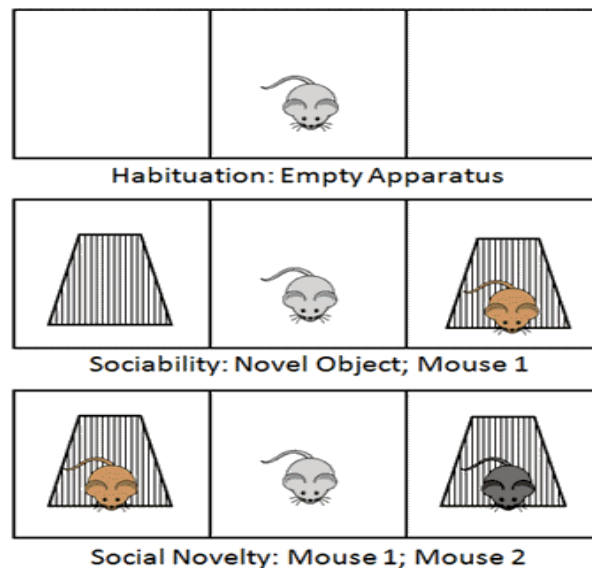 Habituation: Empty Apparatus
Sociability: Novel Object; Mouse 1
Social Novelty: Mouse 1; Mouse 2